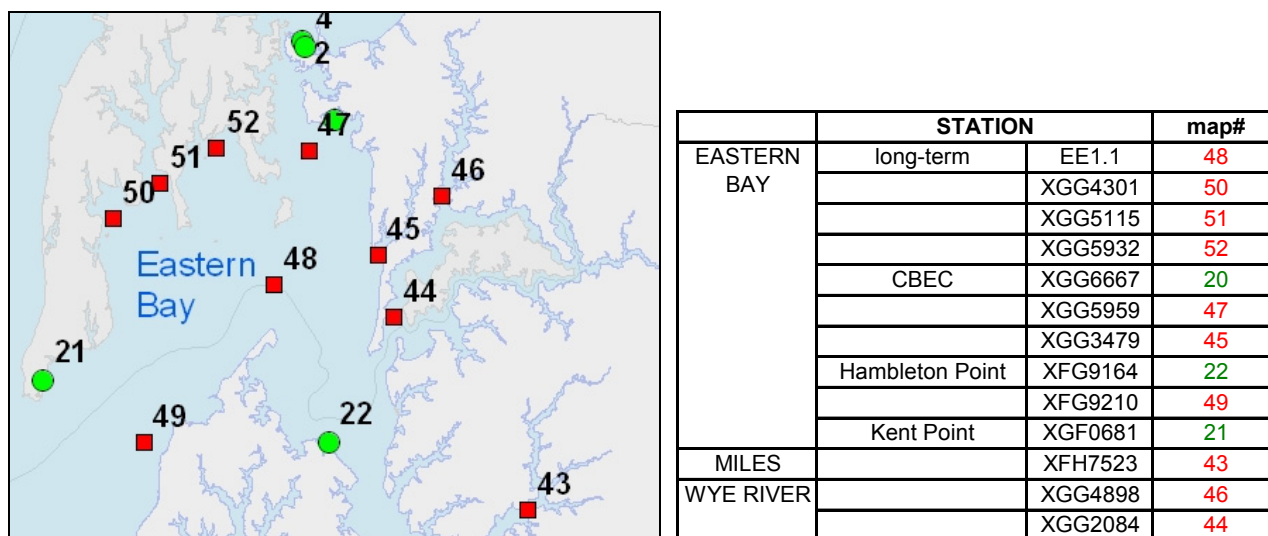 4
2
47
52
51
50
46
45
48
44
Eastern
Bay
21
49
22
43
STATION map#
EASTERN long-term EE1.1 48
BAY XGG4301 50
XGG5115 51
XGG5932 52
CBEC XGG6667 20
XGG5959 47
XGG3479 45
Hambleton Point XFG9164 22
XFG9210 49
Kent Point XGF0681 21
MILES XFH7523 43
WYE RIVER XGG4898 46
XGG2084 44